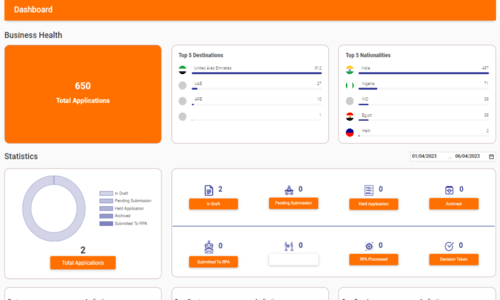 Dashboard
Business Health
650
Total Applications
Top 5 Destinations
United Arab Emirates 612
UAE 27
ARE 10
1
Top 5 Nationalities
India 487
Nigeria 71
IND 38
Egypt 38
Haiti 2
Statistics
01/04/2023 06/04/2023
In Draft
Pending Submission
Held Application
Archived
Submitted To RPA
2
Total Applications
2
In Draft
0
Pending Submission
0
Held Application
0
Archived
0
Submitted To RPA
0
0
RPA Processed
0
Decision Taken